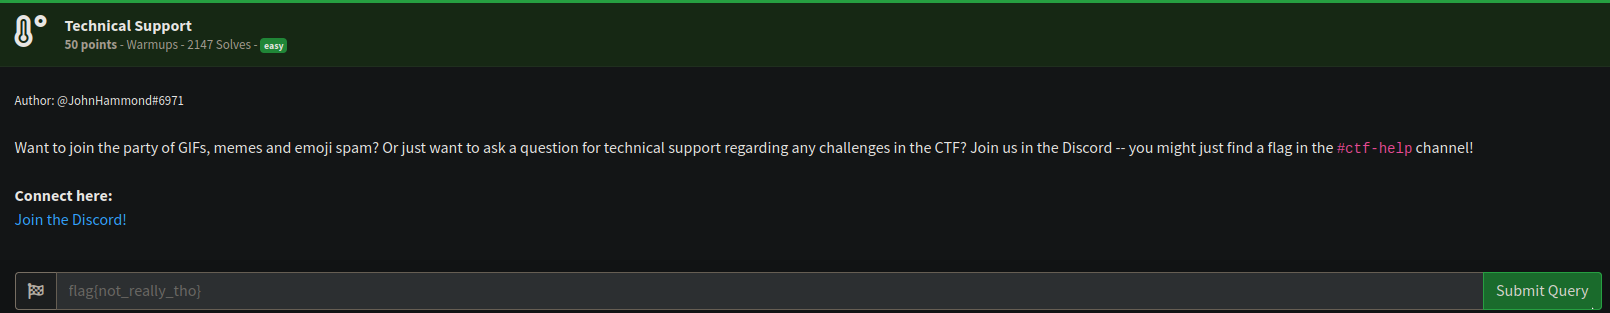 Technical Support
50 points - Warmups - 2147 Solves - easy
Author: @JohnHammond#6971
Want to join the party of GIFs, memes and emoji spam? Or just want to ask a question for technical support regarding any challenges in the CTF? Join us in the Discord -- you might just find a flag in the #ctf-help channel!
Connect here:
Join the Discord!
flag{not_really_tho} Submit Query